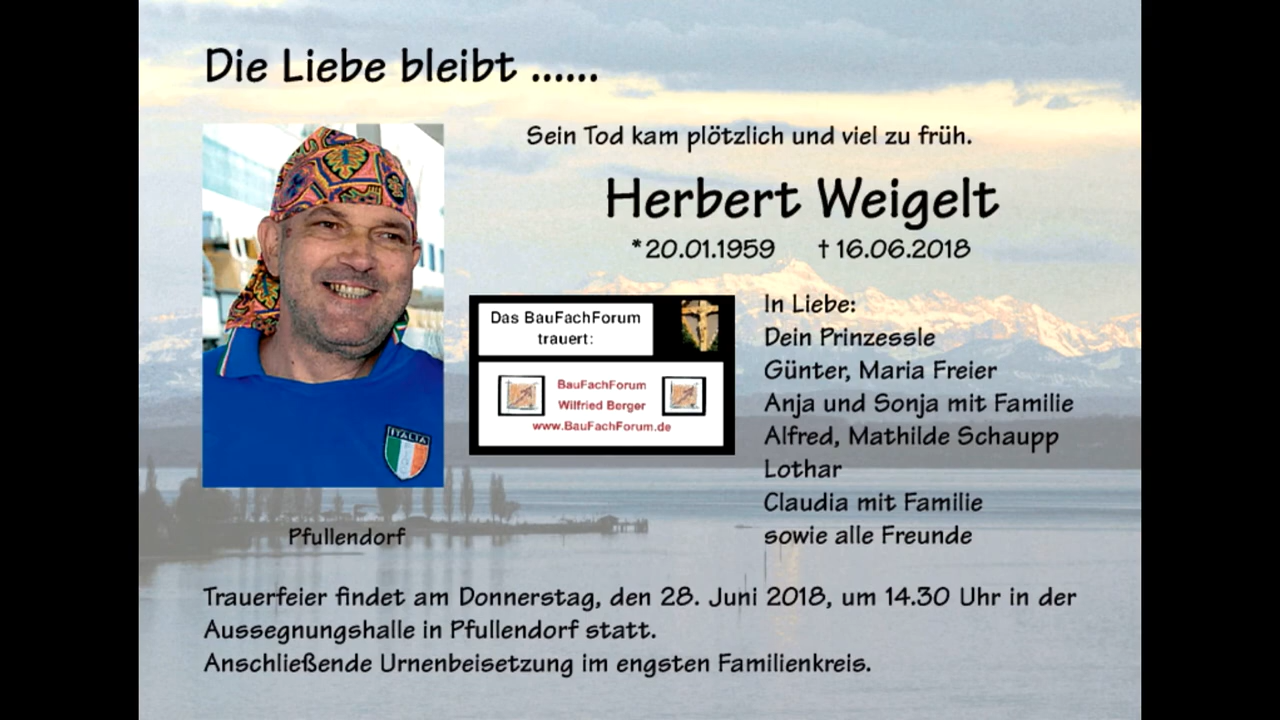 Die Liebe bleibt ......
Sein Tod kam plötzlich und viel zu früh.
Herbert Weigelt
*20.01.1959 †16.06.2018
ITALIA
Pfullendorf
Das BauFachForum
trauert:
BauFachForum
Wilfried Berger
www.BauFachForum.de
In Liebe:
Dein Prinzessle
Günter, Maria Freier
Anja und Sonja mit Familie
Alfred, Mathilde Schaupp
Lothar
Claudia mit Familie
sowie alle Freunde
Trauerfeier findet am Donnerstag, den 28. Juni 2018, um 14.30 Uhr in der
Aussegnungshalle in Pfullendorf statt.
Anschließende Urnenbeisetzung im engsten Familienkreis.